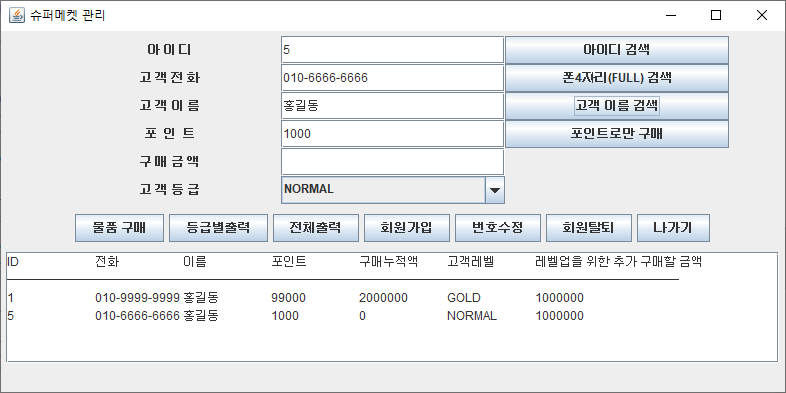 슈퍼메켓 관리
아 이 디 5 아이디 검색
고 객 전 화 010-6666-6666 폰4자리(FULL) 검색
고 객 이 름 홍길동 고객 이름 검색
포 인 트 1000 포인트로만 구매
구 매 금 액
고 객 등 급 NORMAL
물품 구매 등급별출력 전체출력 회원가입 번호수정 회원탈퇴 나가기
ID 전화 이름 포인트 구매누적액 고객레벨 레벨업을 위한 추가 구매할 금액
1 010-9999-9999 홍길동 99000 2000000 GOLD 1000000
5 010-6666-6666 홍길동 1000 0 NORMAL 1000000